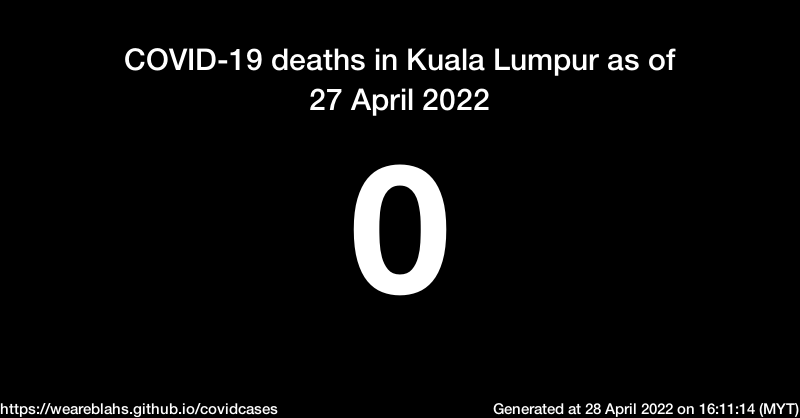 COVID-19 deaths in Kuala Lumpur as of
27 April 2022
0
https://weareblahs.github.io/covidcases
Generated at 28 April 2022 on 16:11:14 (MYT)